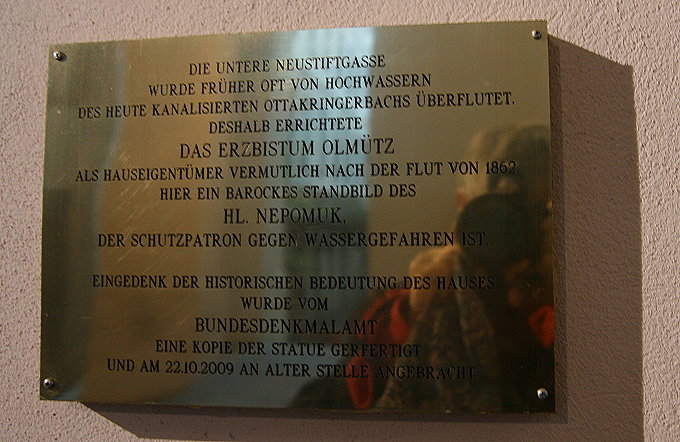 DIE UNTERE NEUSTIFTGASSE
WURDE FRÜHER OFT VON HOCHWASSERN
DES HEUTE KANALISIERTEN OTTAKRINGERBACHS ÜBERFLUTET.
DESHALB ERRICHTETE
DAS ERZBISTUM OLMÜTZ
ALS HAUSEIGENTÜMER VERMUTLICH NACH DER FLUT VON 1862
HIER EIN BAROCKES STANDBILD DES
HL. NEPOMUK,
DER SCHUTZPATRON GEGEN WASSERGEFAHREN IST.
EINGEDENK DER HISTORISCHEN BEDEUTUNG DES HAUSES
WURDE VOM
BUNDESDENKMALAMT
EINE KOPIE DER STATUE GERFERTIGT
UND AM 22.10.2009 AN ALTER STELLE ANGEBRACHT.